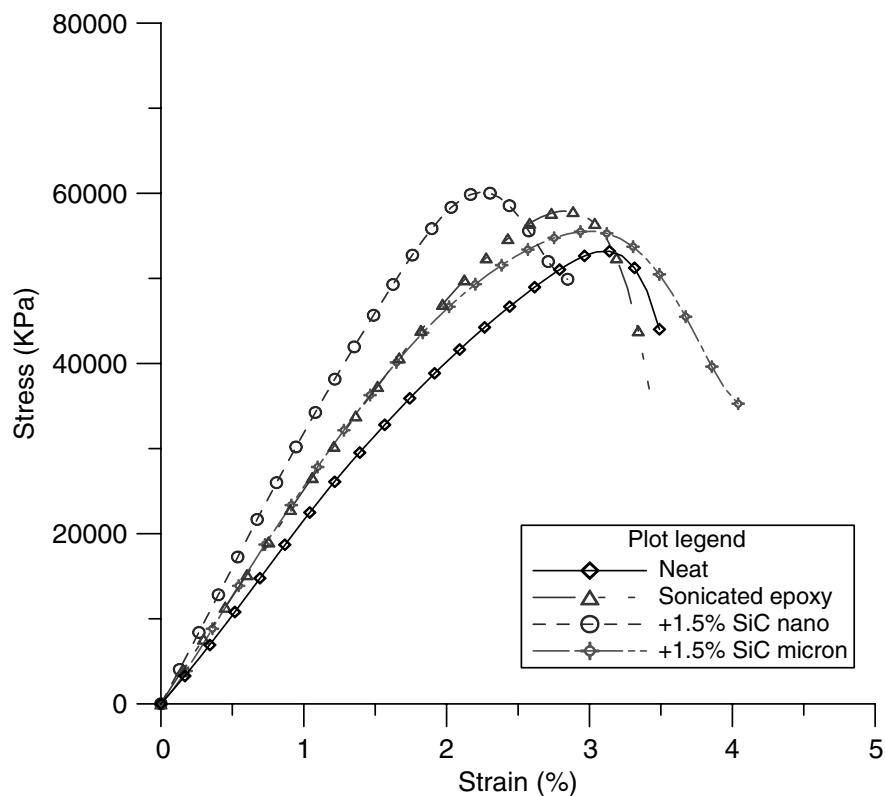 80000
60000
40000
20000
0
Stress (KPa)
0 1 2 3 4 5
Strain (%)
Plot legend
Neat
Sonicated epoxy
+1.5% SiC nano
+1.5% SiC micron